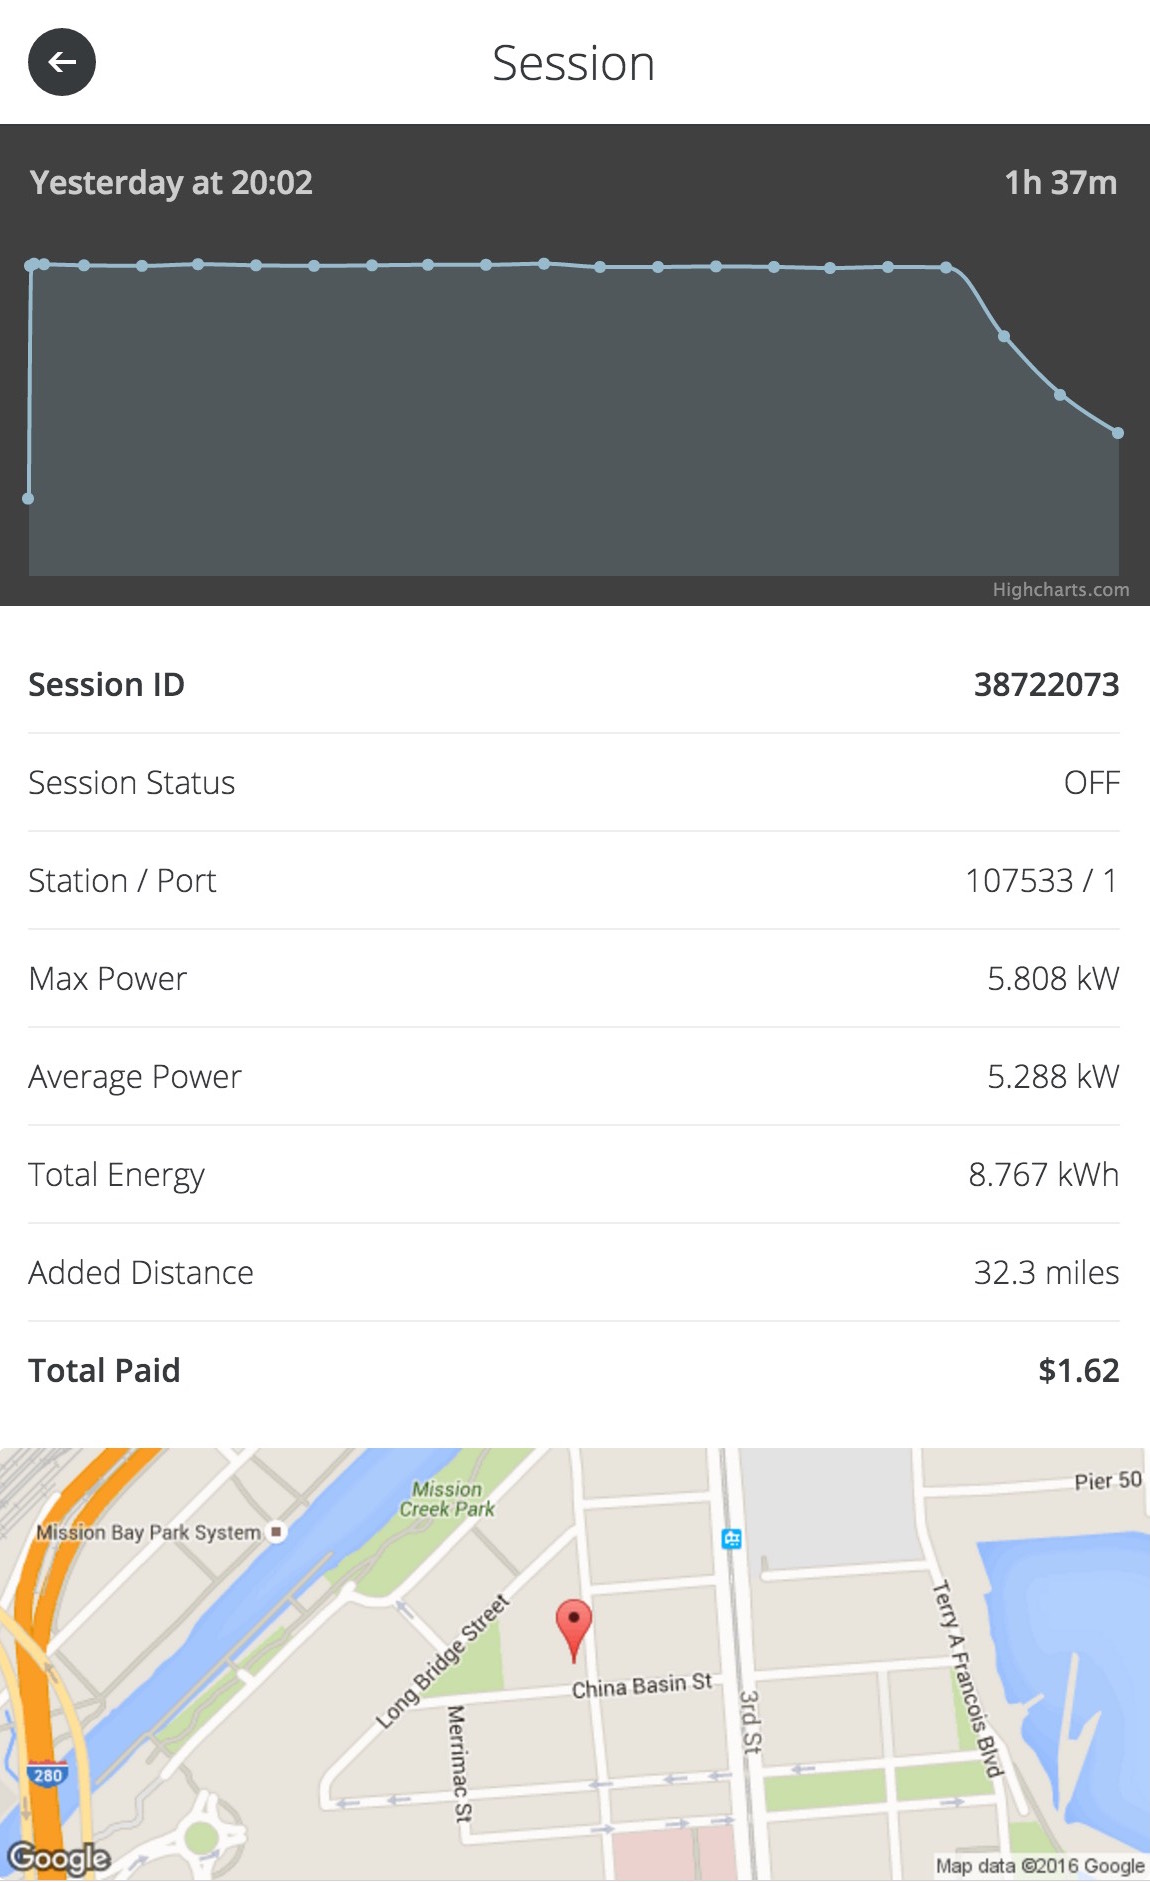 Session
Yesterday at 20:02 1h 37m
Highcharts.com
Session ID 38722073
Session Status OFF
Station / Port 107533 / 1
Max Power 5.808 kW
Average Power 5.288 kW
Total Energy 8.767 kWh
Added Distance 32.3 miles
Total Paid $1.62
Mission
Creek Park
Pier 50
Mission Bay Park System
Long Bridge Street
Terry A Francois Blvd
China Basin St
Merrimac St
3rd St
280
Google
Map data ©2016 Google